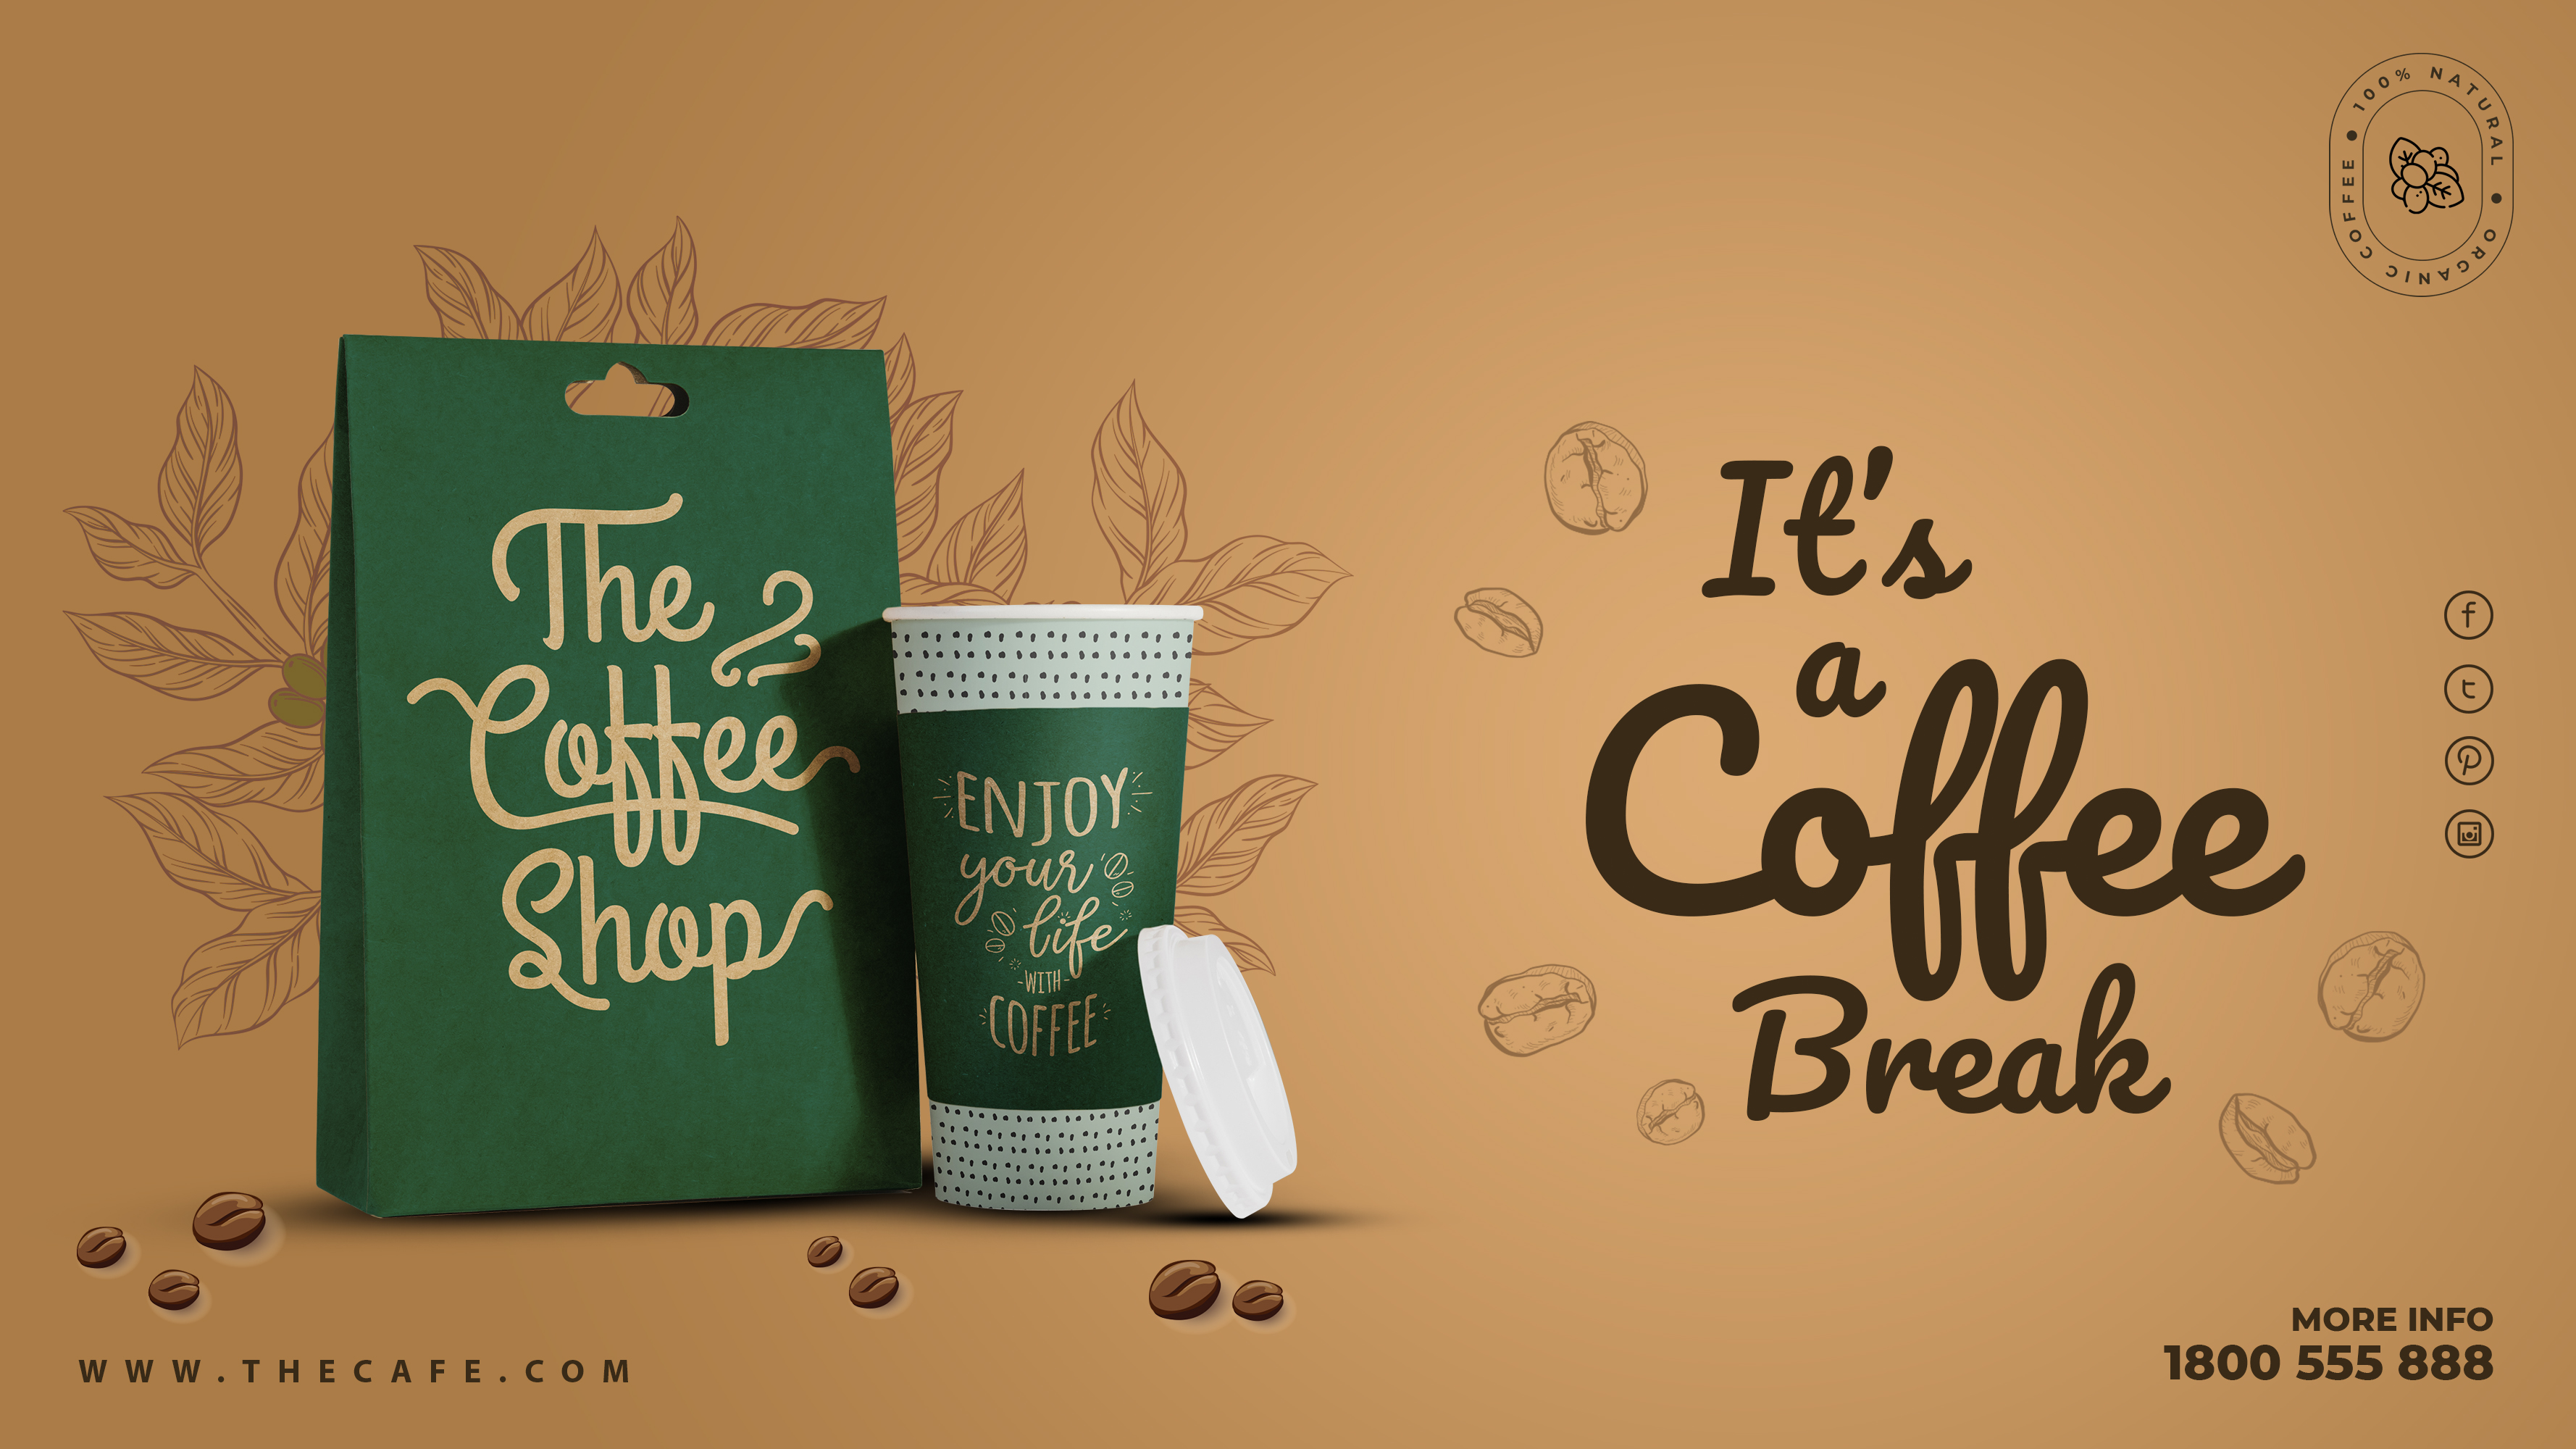 100% NATURAL • ORGANIC COFFEE •
The
Coffee
Shop
ENJOY
your
life
-WITH-
COFFEE
It's
a
Coffee
Break
f
t
P
MORE INFO
1800 555 888
WWW.THECAFE.COM